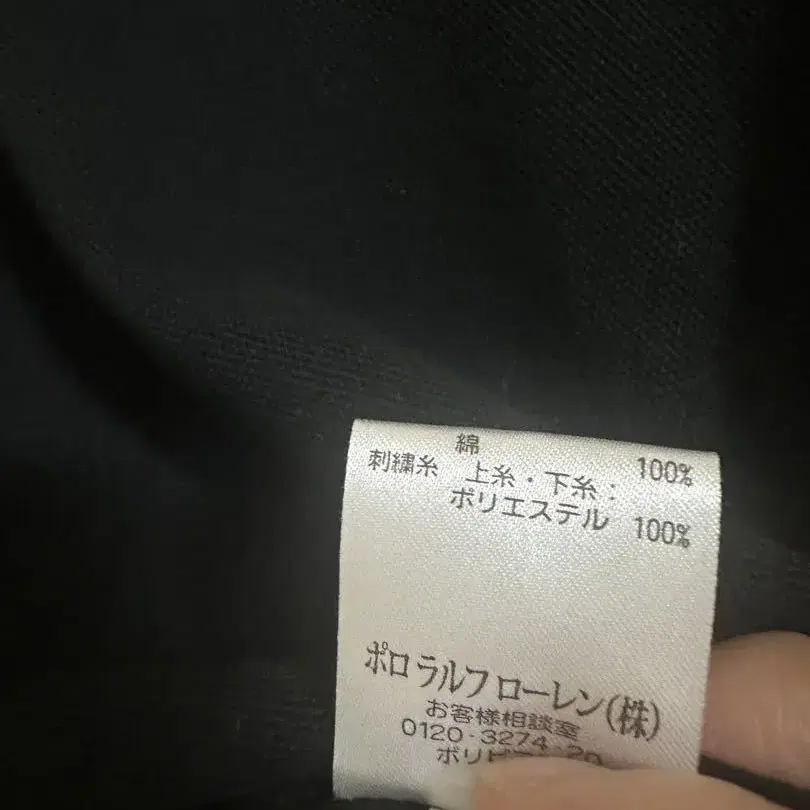 綿 100%
刺繍糸 上糸・下糸:
ポリエステル 100%
ポロ ラルフ ローレン(株)
お客様相談室
0120-3274-20